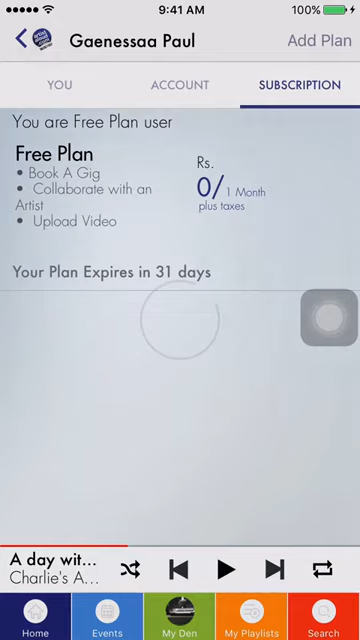 9:41 AM
100%
Gaenessaa Paul
Add Plan
YOU
ACCOUNT
SUBSCRIPTION
You are Free Plan user
Free Plan
• Book A Gig
• Collaborate with an
Artist
• Upload Video
Rs.
0/ 1 Month
plus taxes
Your Plan Expires in 31 days
A day wit...
Charlie's A...
Home
Events
My Den
My Playlists
Search